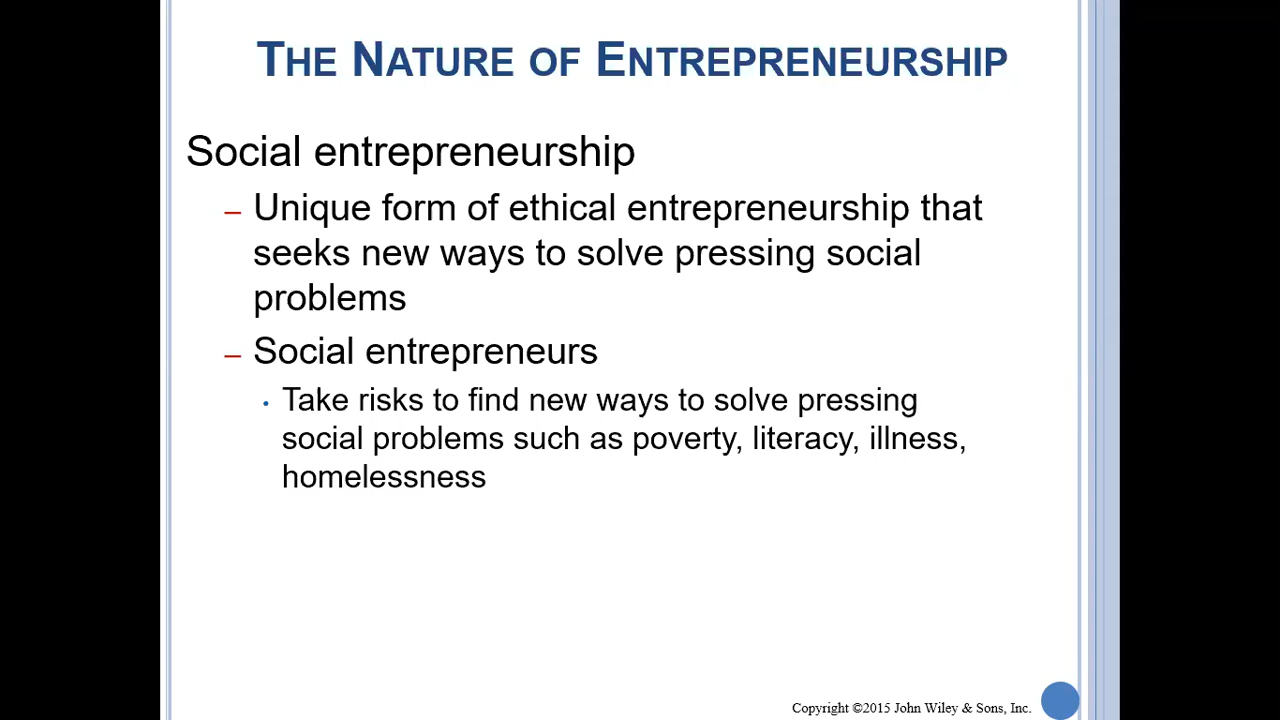 The Nature of Entrepreneurship
Social entrepreneurship
– Unique form of ethical entrepreneurship that
seeks new ways to solve pressing social
problems
– Social entrepreneurs
• Take risks to find new ways to solve pressing
social problems such as poverty, literacy, illness,
homelessness
Copyright ©2015 John Wiley & Sons, Inc.